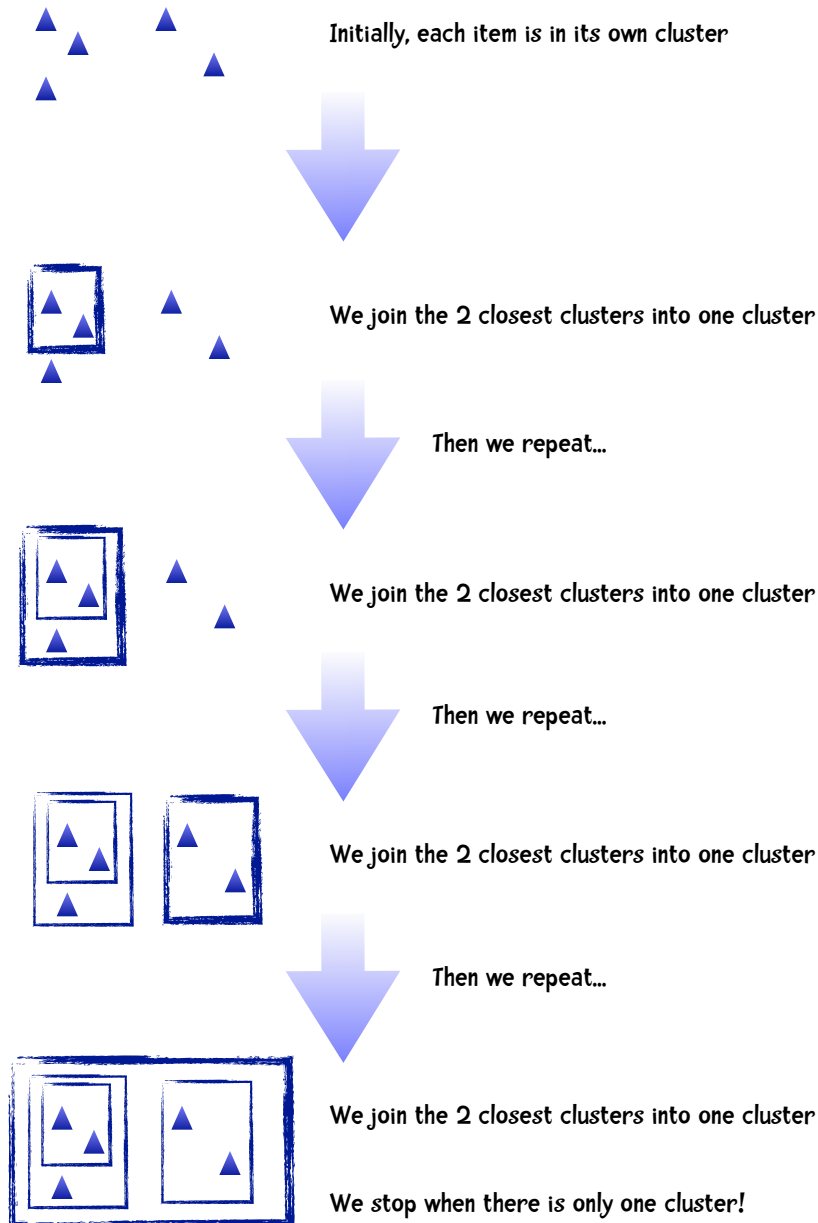 Initially, each item is in its own cluster
We join the 2 closest clusters into one cluster
Then we repeat...
We join the 2 closest clusters into one cluster
Then we repeat...
We join the 2 closest clusters into one cluster
Then we repeat...
We join the 2 closest clusters into one cluster
We stop when there is only one cluster!